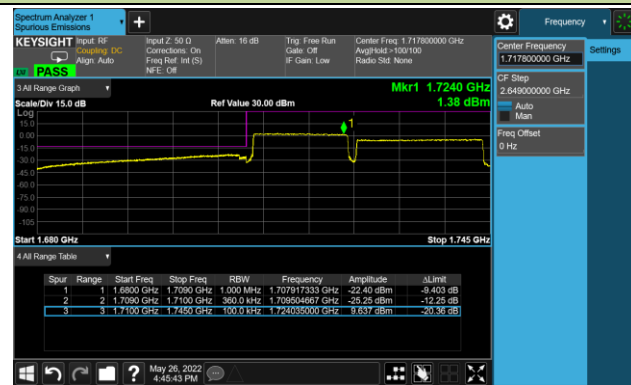 Spectrum Analyzer 1
Spurious Emissions
Frequency
KEYSIGHT
Input: RF
Coupling: DC
Align: Auto
Input Z: 50 Ω
Corrections: On
Freq Ref: Int (S)
NFE: Off
Atten: 16 dB
Trig: Free Run
Gate: Off
IF Gain: Low
Center Freq: 1.717800000 GHz
Avg|Hold:>100/100
Radio Std: None
LM PASS
Center Frequency
1.717800000 GHz
Settings
CF Step
2.649000000 GHz
Auto
Man
Freq Offset
0 Hz
3 All Range Graph
Mkr1 1.7240 GHz
Scale/Div 15.0 dB
Ref Value 30.00 dBm
1.38 dBm
Log
15.0
0.00
-15.0
-30.0
-45.0
-60.0
-75.0
-90.0
-105
1
Start 1.680 GHz
Stop 1.745 GHz
4 All Range Table
Spur Range Start Freq Stop Freq RBW Frequency Amplitude ΔLimit
1 1 1.6800 GHz 1.7090 GHz 1.000 MHz 1.707917333 GHz -22.40 dBm -9.403 dB
2 2 1.7090 GHz 1.7100 GHz 360.0 kHz 1.709504667 GHz -25.25 dBm -12.25 dB
3 3 1.7100 GHz 1.7450 GHz 100.0 kHz 1.724035000 GHz 9.637 dBm -20.36 dB
?
May 26, 2022
4:45:43 PM